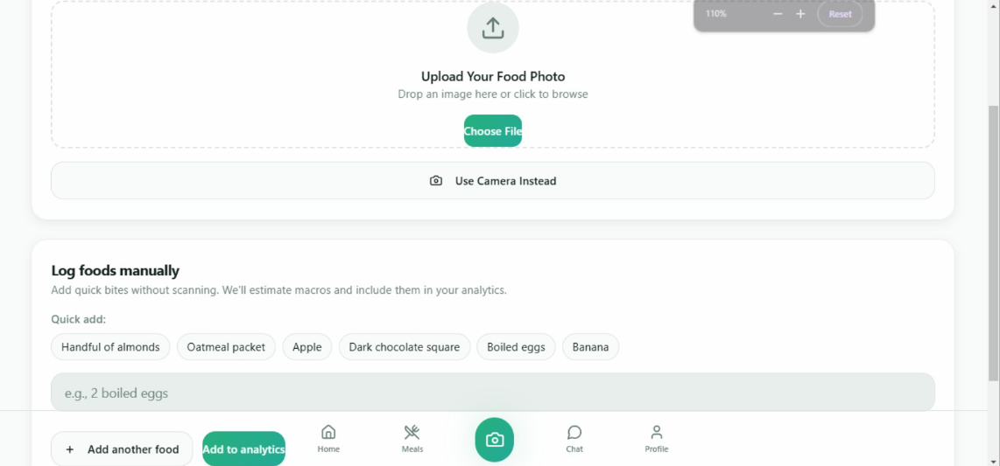 110%
Reset
Upload Your Food Photo
Drop an image here or click to browse
Choose File
Use Camera Instead
Log foods manually
Add quick bites without scanning. We'll estimate macros and include them in your analytics.
Quick add:
Handful of almonds
Oatmeal packet
Apple
Dark chocolate square
Boiled eggs
Banana
e.g., 2 boiled eggs
+ Add another food
Add to analytics
Home
Meals
Chat
Profile